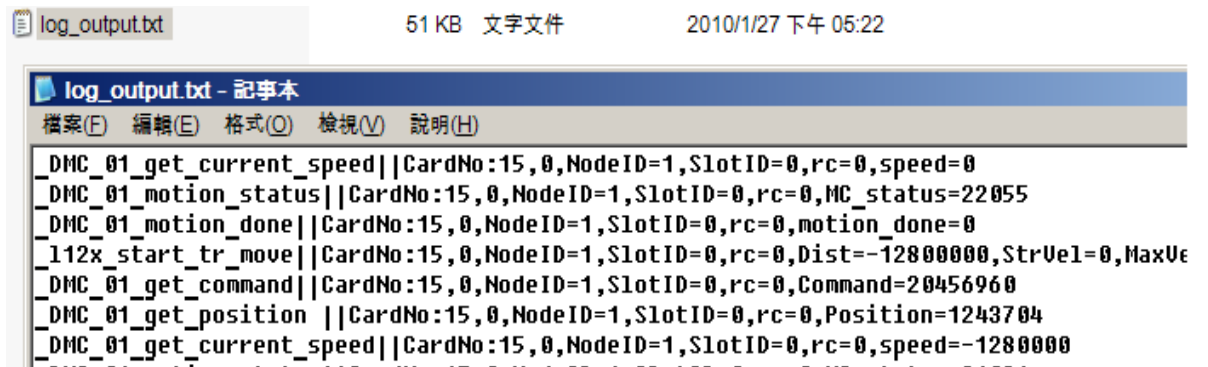 log_output.txt 51 KB 文字文件 2010/1/27 下午 05:22
log_output.txt - 記事本
檔案(F) 編輯(E) 格式(O) 檢視(V) 說明(H)
_DMC_01_get_current_speed||CardNo:15,0,NodeID=1,SlotID=0,rc=0,speed=0
_DMC_01_motion_status||CardNo:15,0,NodeID=1,SlotID=0,rc=0,MC_status=22055
_DMC_01_motion_done||CardNo:15,0,NodeID=1,SlotID=0,rc=0,motion_done=0
_l12x_start_tr_move||CardNo:15,0,NodeID=1,SlotID=0,rc=0,Dist=-12800000,StrVel=0,MaxVe
_DMC_01_get_command||CardNo:15,0,NodeID=1,SlotID=0,rc=0,Command=20456960
_DMC_01_get_position ||CardNo:15,0,NodeID=1,SlotID=0,rc=0,Position=1243704
_DMC_01_get_current_speed||CardNo:15,0,NodeID=1,SlotID=0,rc=0,speed=-1280000